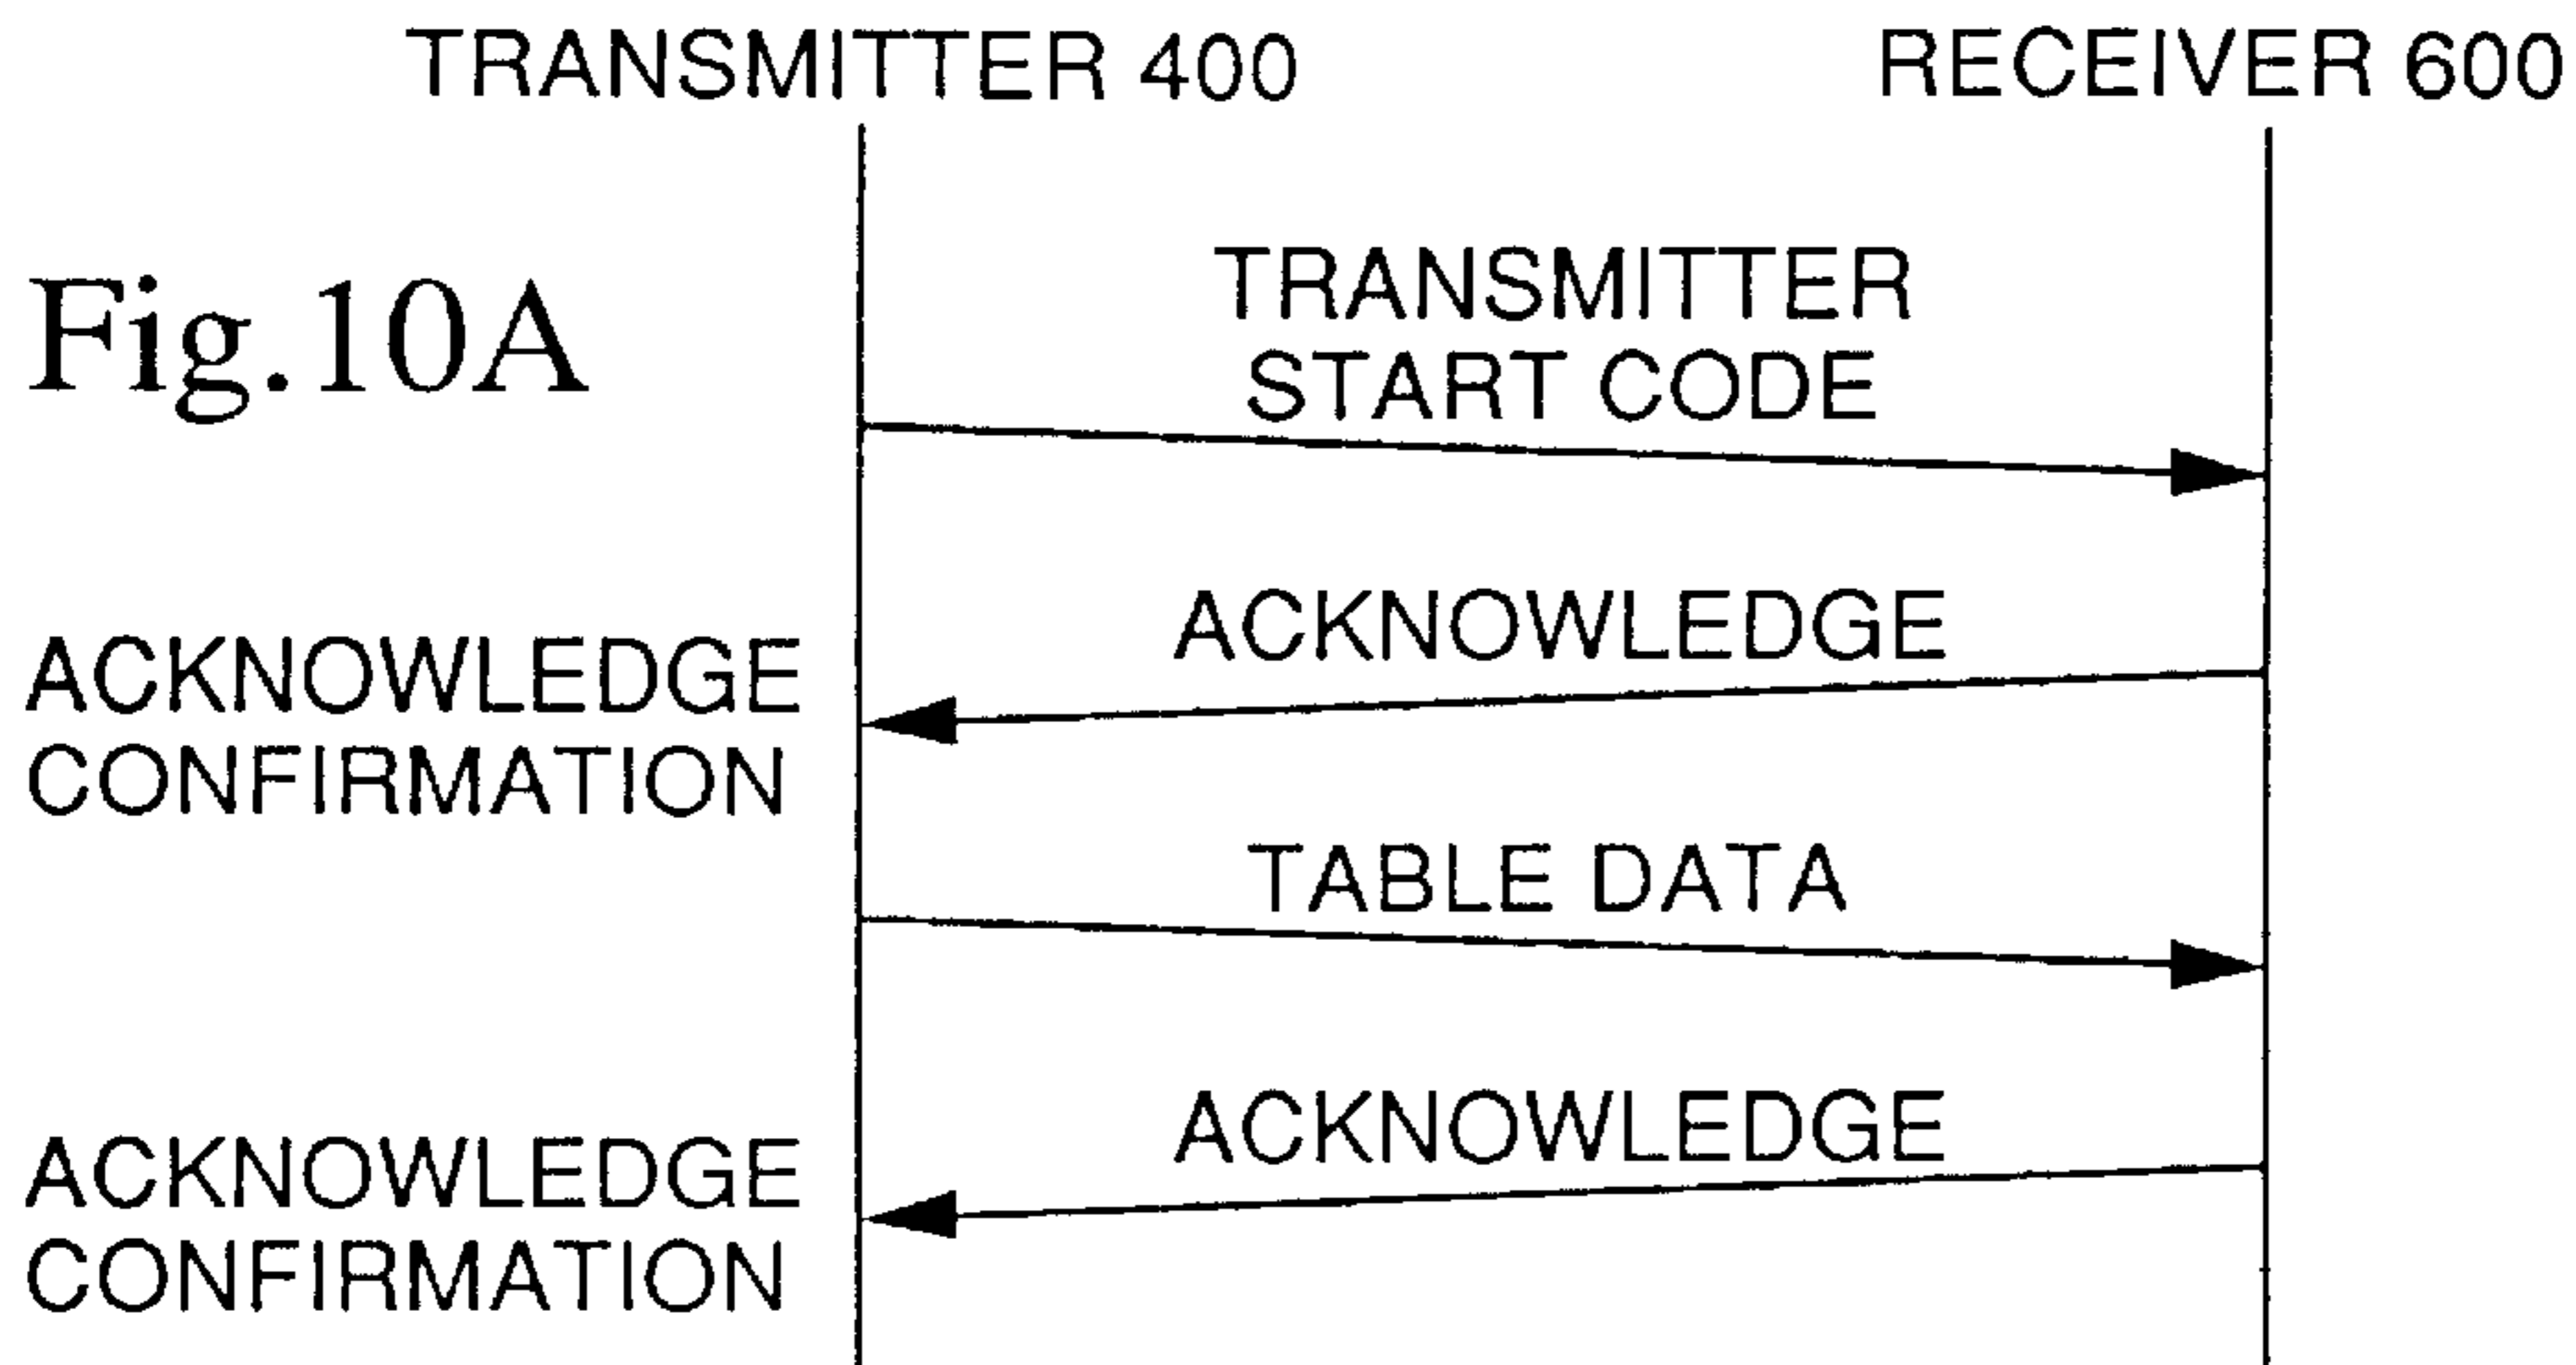 TRANSMITTER 400
RECEIVER 600
Fig.10A
TRANSMITTER
START CODE
ACKNOWLEDGE
ACKNOWLEDGE
CONFIRMATION
TABLE DATA
ACKNOWLEDGE
ACKNOWLEDGE
CONFIRMATION